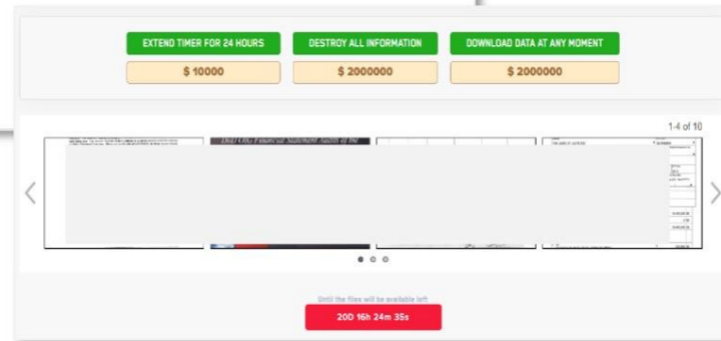 EXTEND TIMER FOR 24 HOURS
DESTROY ALL INFORMATION
DOWNLOAD DATA AT ANY MOMENT
$ 10000
$ 2000000
$ 2000000
1-4 of 10
Until the files will be available left
20D 16h 24m 35s